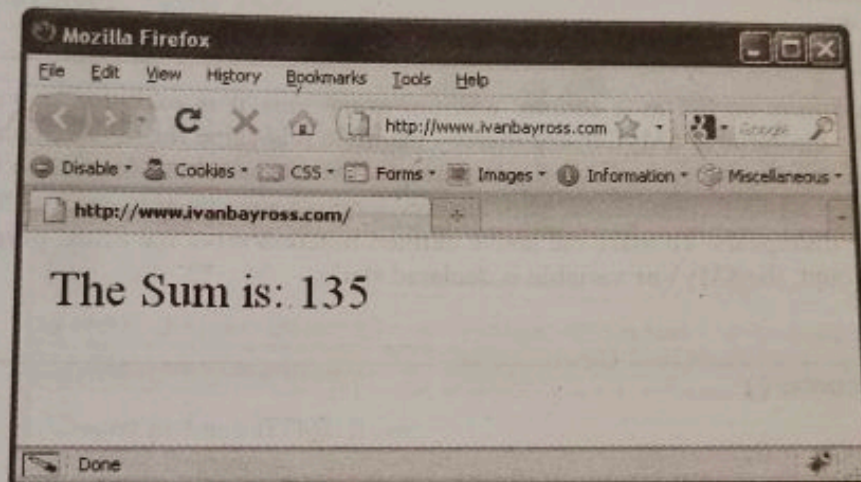 Mozilla Firefox
File Edit View History Bookmarks Tools Help
http://www.ivanbayross.com Google
Disable Cookies CSS Forms Images Information Miscellaneous
http://www.ivanbayross.com/
The Sum is: 135
Done